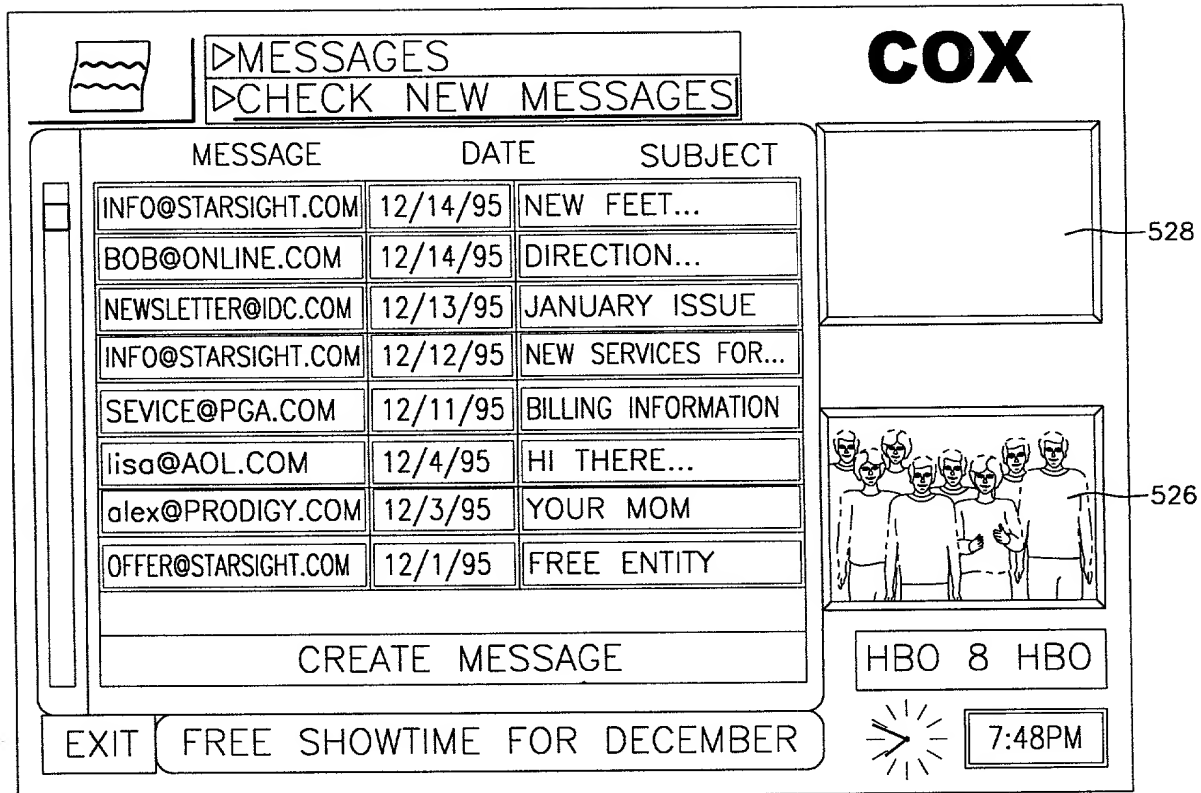 ▷MESSAGES
▷CHECK NEW MESSAGES
COX
MESSAGE DATE SUBJECT
INFO@STARSIGHT.COM 12/14/95 NEW FEET...
BOB@ONLINE.COM 12/14/95 DIRECTION...
NEWSLETTER@IDC.COM 12/13/95 JANUARY ISSUE
INFO@STARSIGHT.COM 12/12/95 NEW SERVICES FOR...
SEVICE@PGA.COM 12/11/95 BILLING INFORMATION
lisa@AOL.COM 12/4/95 HI THERE...
alex@PRODIGY.COM 12/3/95 YOUR MOM
OFFER@STARSIGHT.COM 12/1/95 FREE ENTITY
CREATE MESSAGE
528
526
HBO 8 HBO
EXIT FREE SHOWTIME FOR DECEMBER
7:48PM